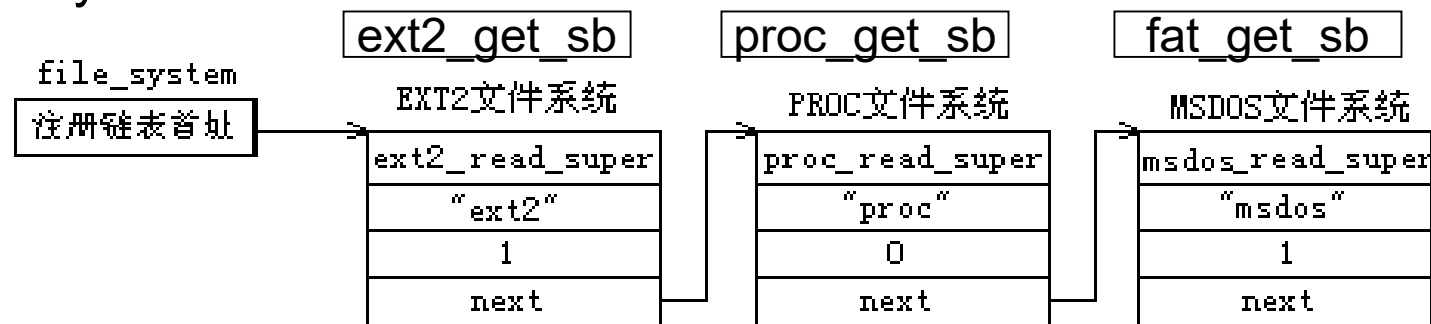 ext2_get_sb
proc_get_sb
fat_get_sb
file_system
EXT2文件系统
PROC文件系统
MSDOS文件系统
注册链表首址
ext2_read_super
proc_read_super
msdos_read_super
"ext2"
"proc"
"msdos"
1
0
1
next
next
next